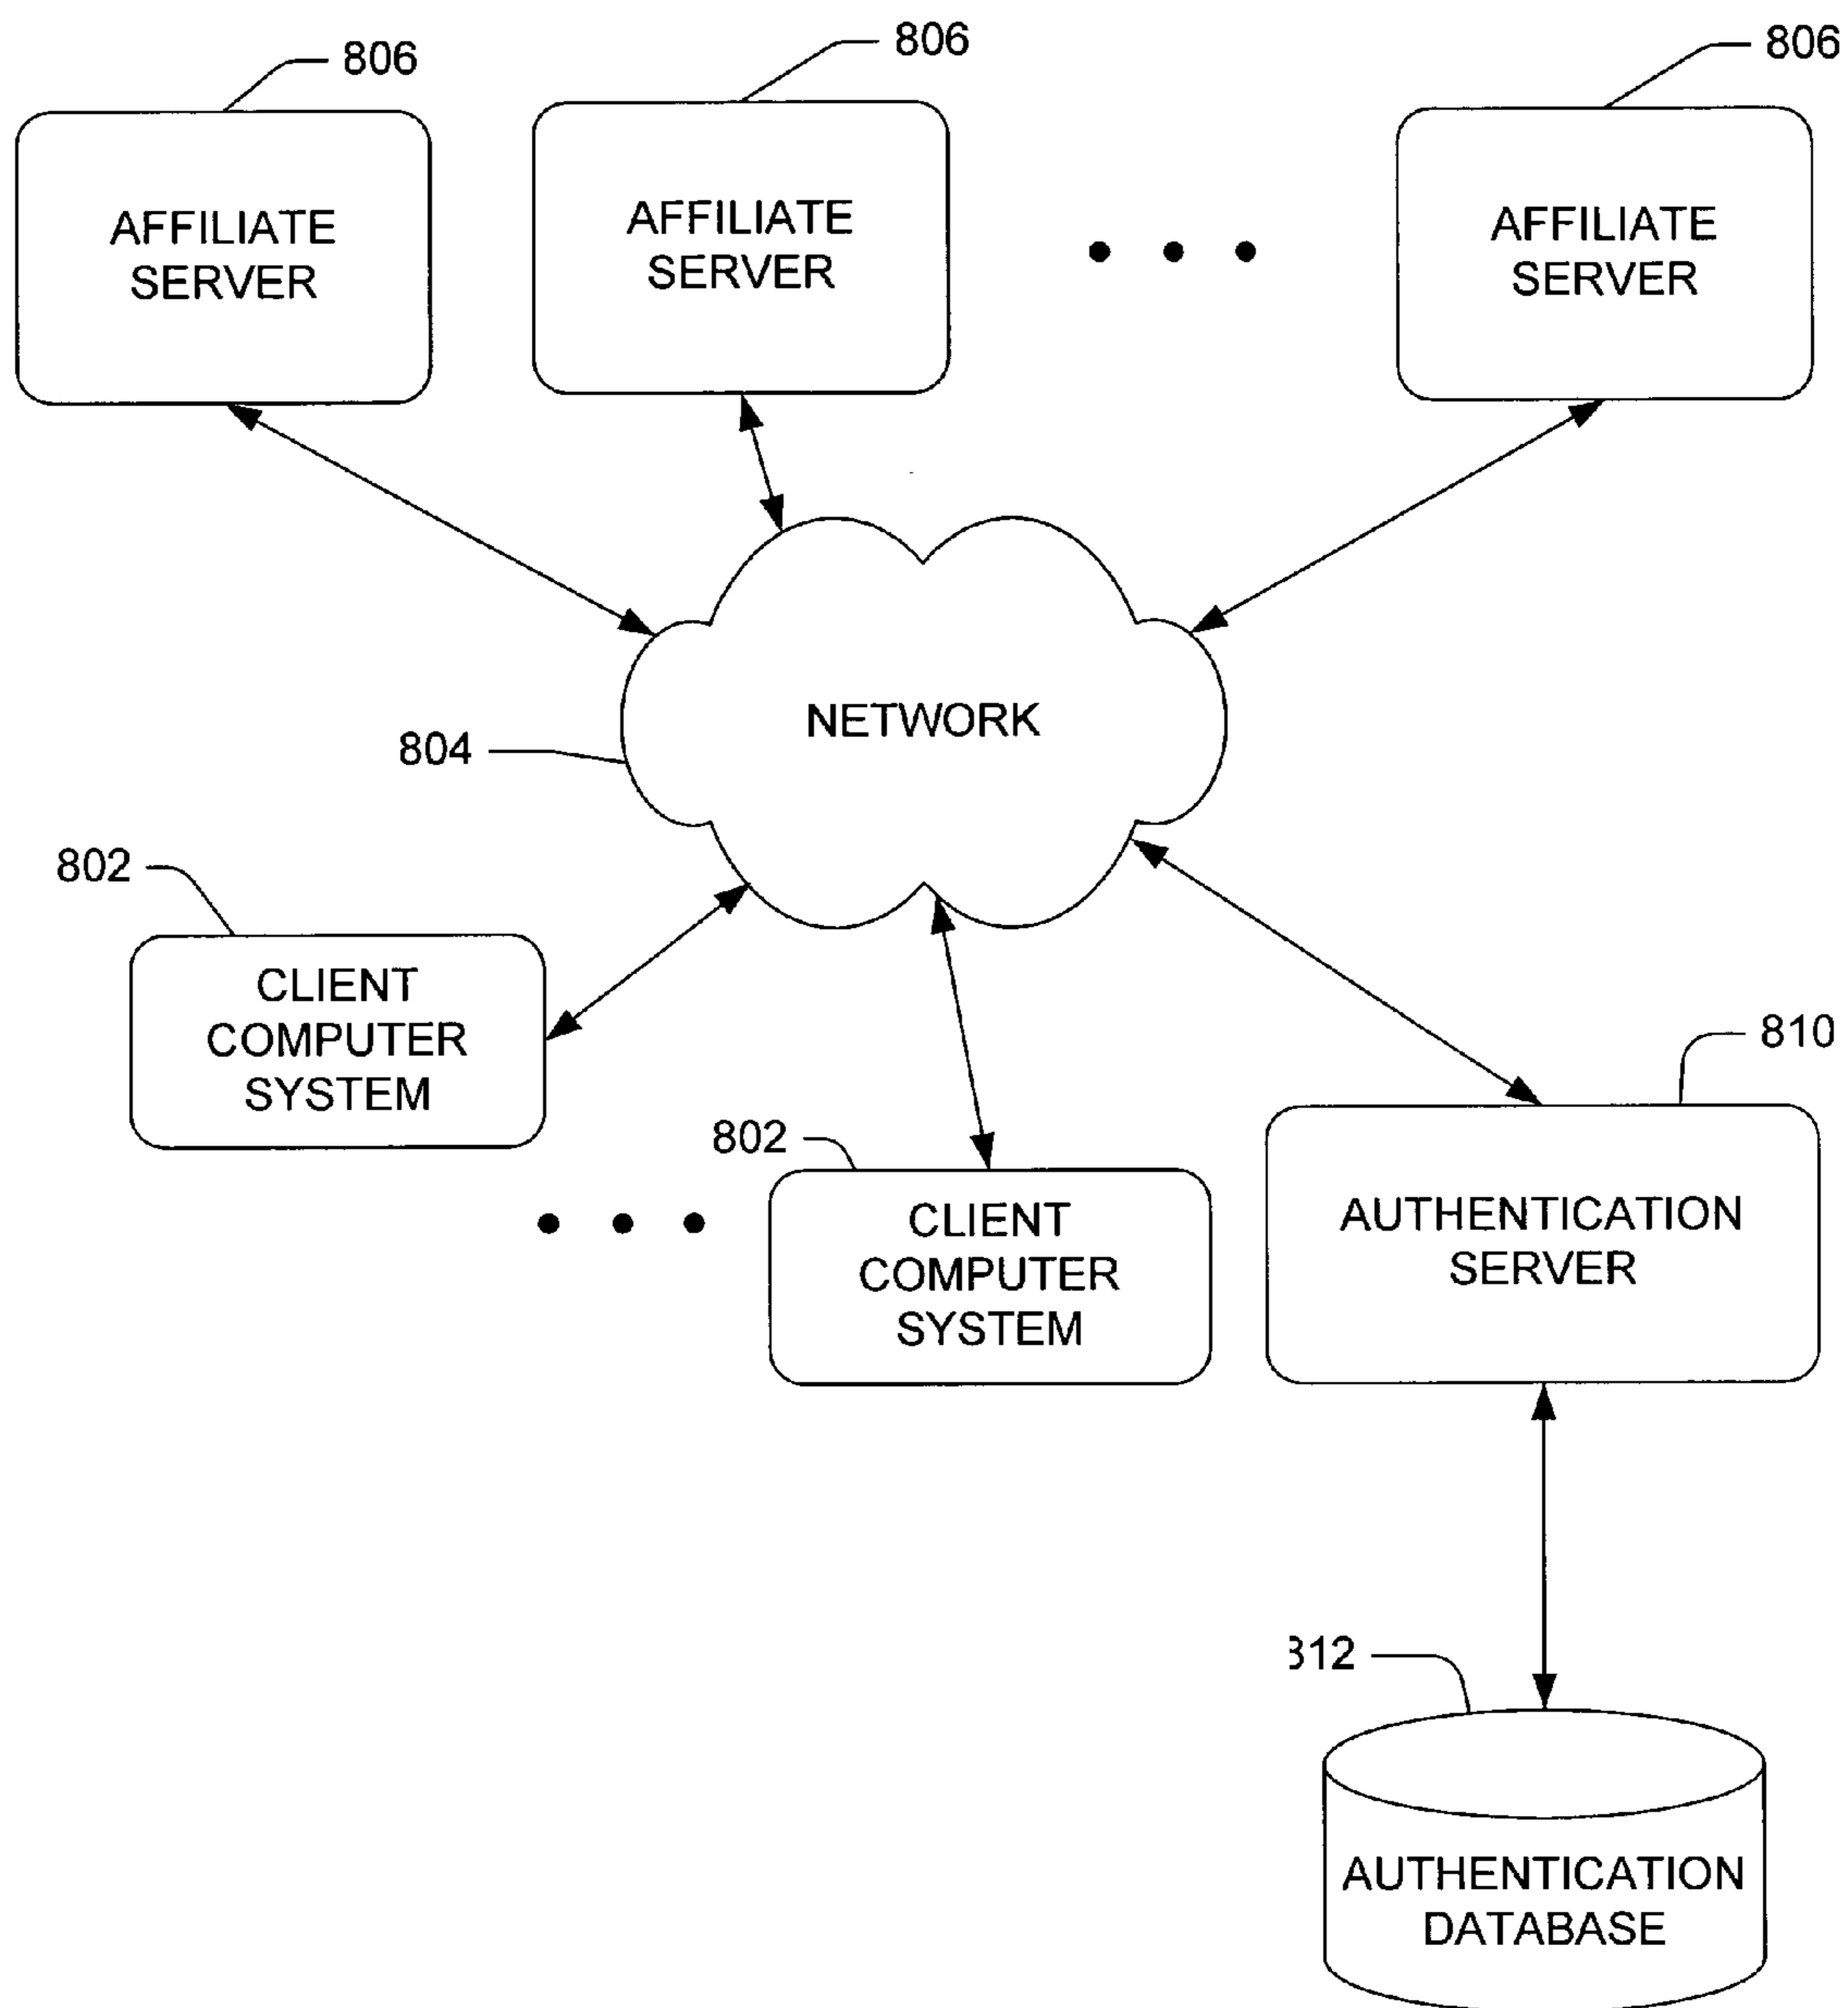 806
806
806
AFFILIATE
SERVER
AFFILIATE
SERVER
AFFILIATE
SERVER
NETWORK
804
802
CLIENT
COMPUTER
SYSTEM
810
802
CLIENT
COMPUTER
SYSTEM
AUTHENTICATION
SERVER
812
AUTHENTICATION
DATABASE